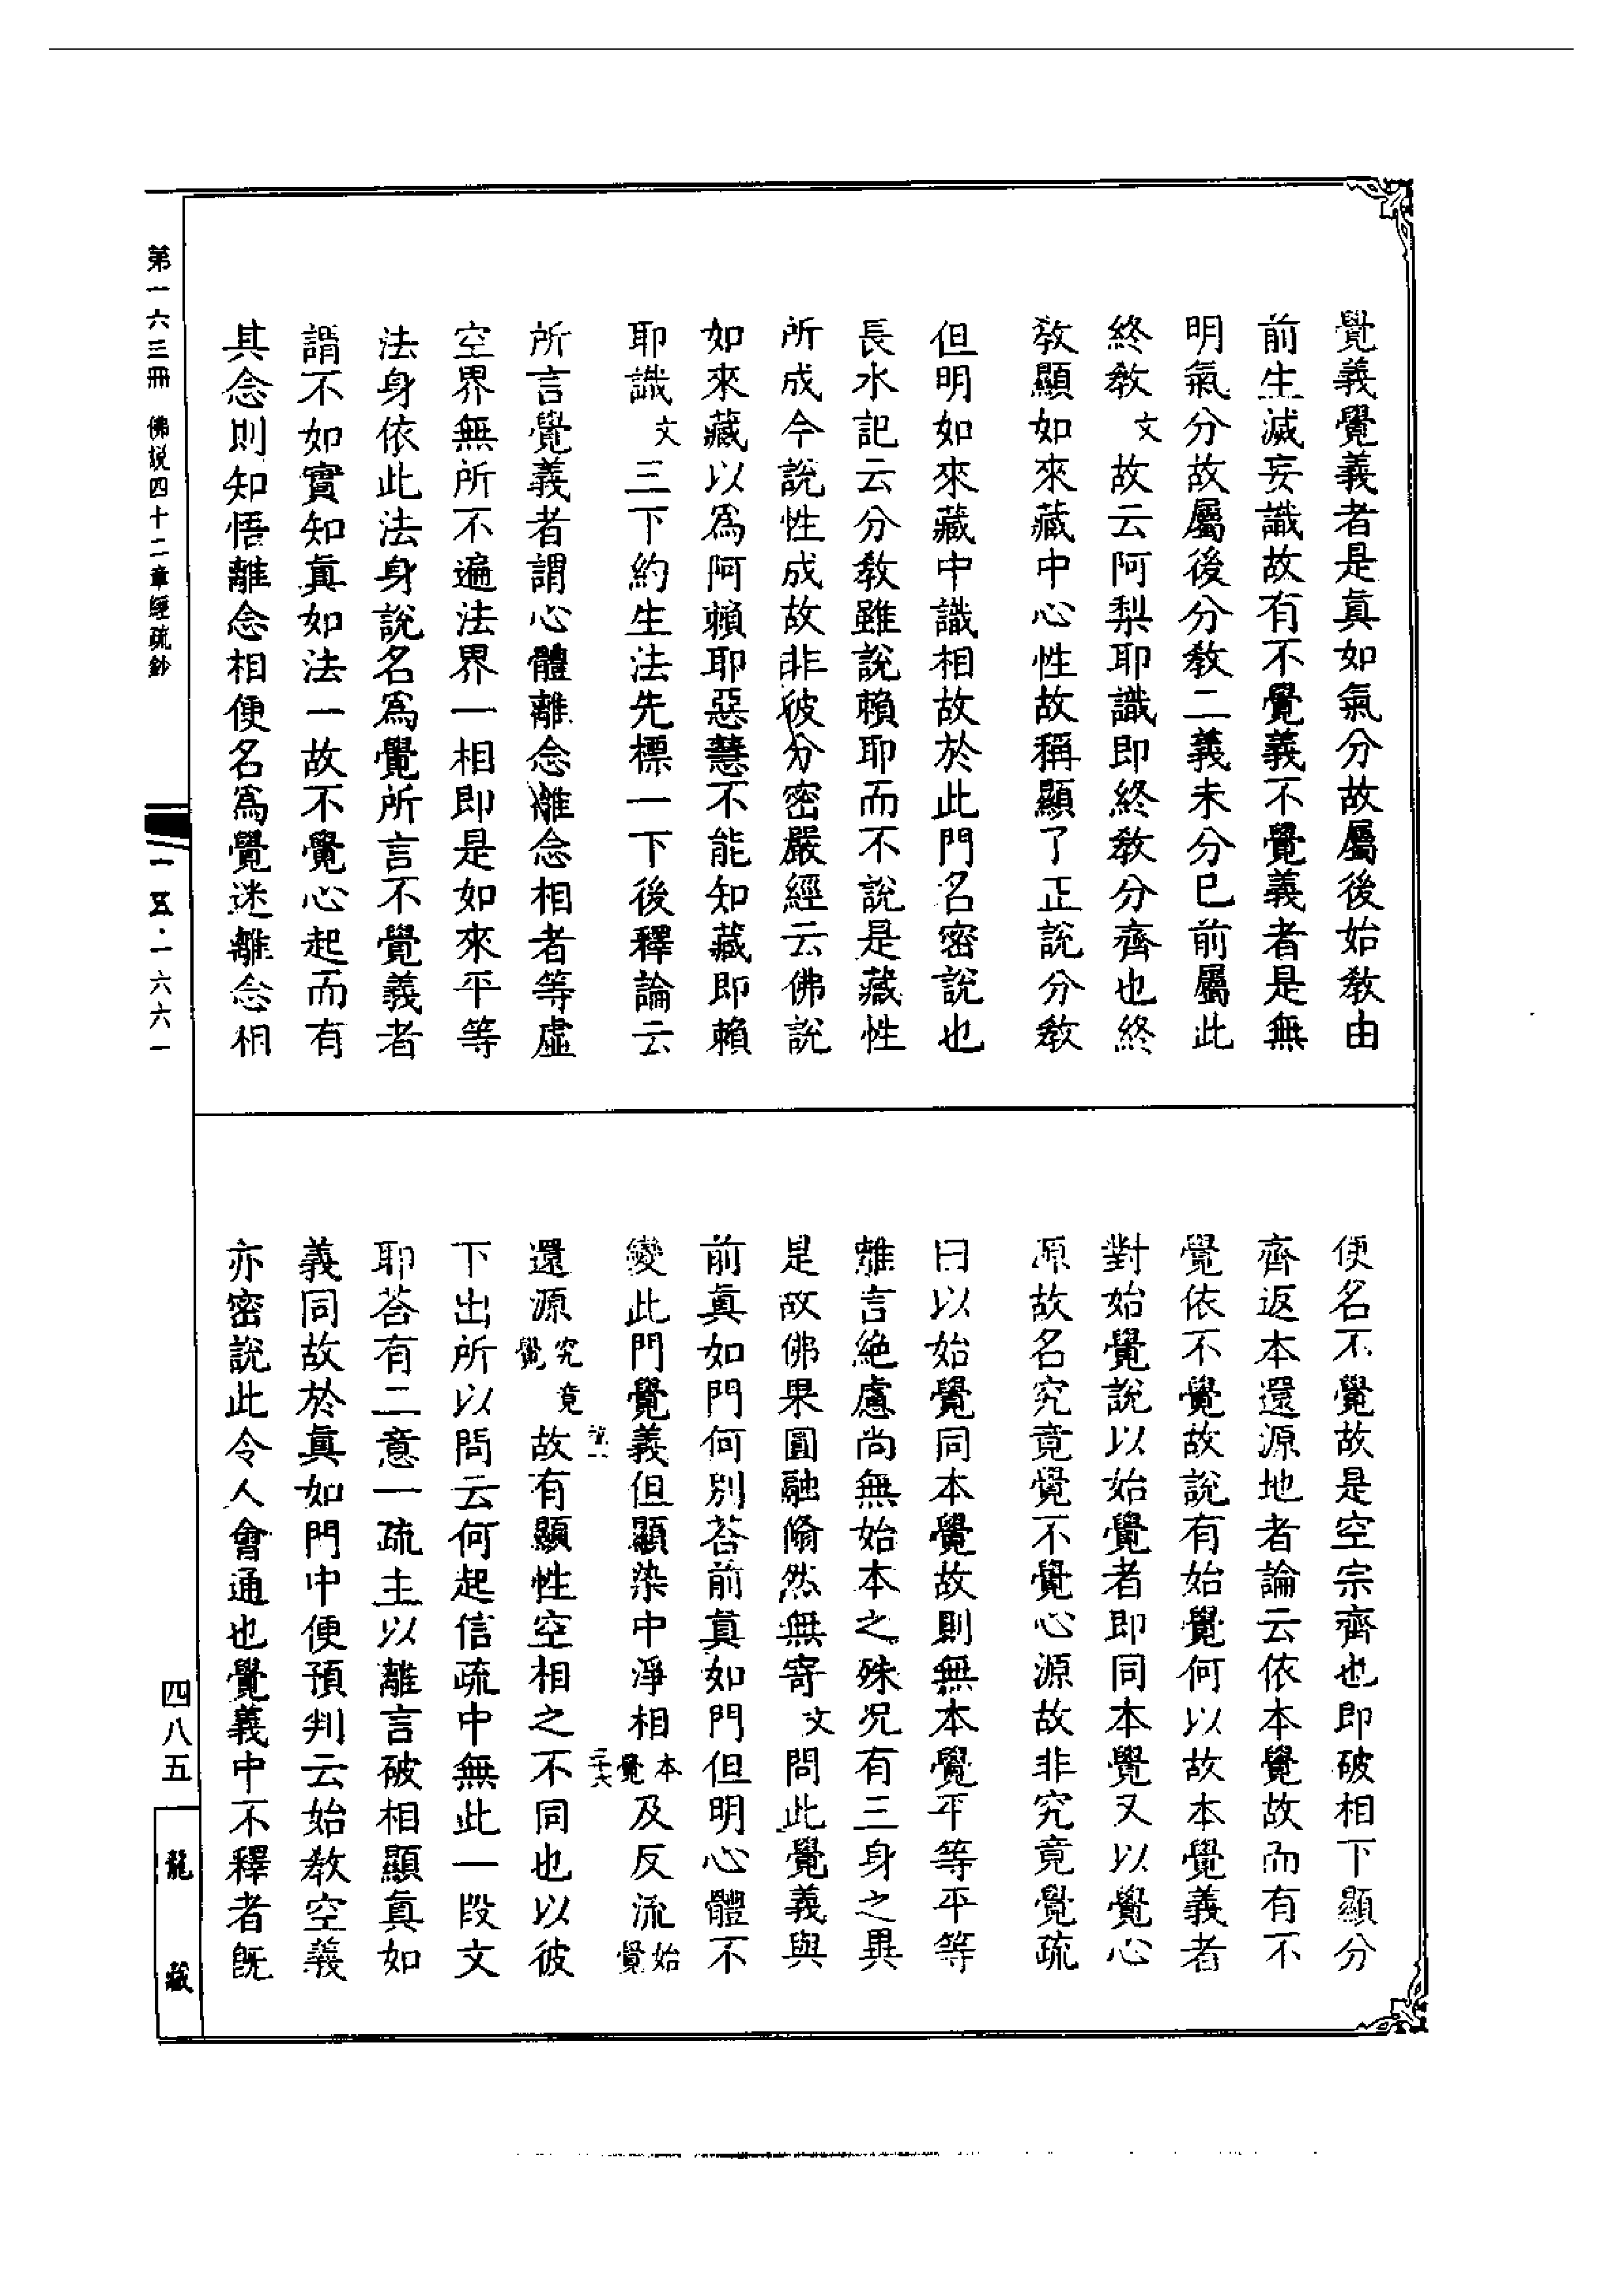 覺義覺義者是真如氣分故屬後始教由
前生滅妄識故有不覺義不覺義者是無
明氣分故屬後分教二義未分已前屬此
終教文故云阿梨耶識即終教分齊也終
教顯如來藏中心性故稱顯了正說分教
但明如來藏中識相故於此門名密說也
長水記云分教雖說賴耶而不說是藏性
所成今說性成故非彼分密嚴經云佛說
如來藏以為阿賴耶惡慧不能知藏即賴
耶識文三下約生法先標一下後釋論云
所言覺義者謂心體離念離念相者等虛
空界無所不遍法界一相即是如來平等
法身依此法身說名為覺所言不覺義者
謂不如實知真如法一故不覺心起而有
其念則知悟離念相便名為覺迷離念相
便名不覺故是空宗齊也即破相下顯分
齊返本還源地者論云依本覺故而有不
覺依不覺故說有始覺何以故本覺義者
對始覺說以始覺者即同本覺又以覺心
源故名究竟覺不覺心源故非究竟覺疏
曰以始覺同本覺故則無本覺平等平等
離言絕慮尚無始本之殊況有三身之異
是故佛果圓融翛然無寄文問此覺義與
前真如門何別荅前真如門但明心體不
變此門覺義但顯染中淨相本覺及反流始覺
還源究竟覺故有顯性空相之不同也以彼
下出所以問云何起信疏中無此一段文
耶荅有二意一疏主以離言破相顯真如
義同故於真如門中便預判云始教空義
亦密說此令人會通也覺義中不釋者既
第一六三冊 佛說四十二章經疏鈔
一五·一六六一
四八五
龍藏